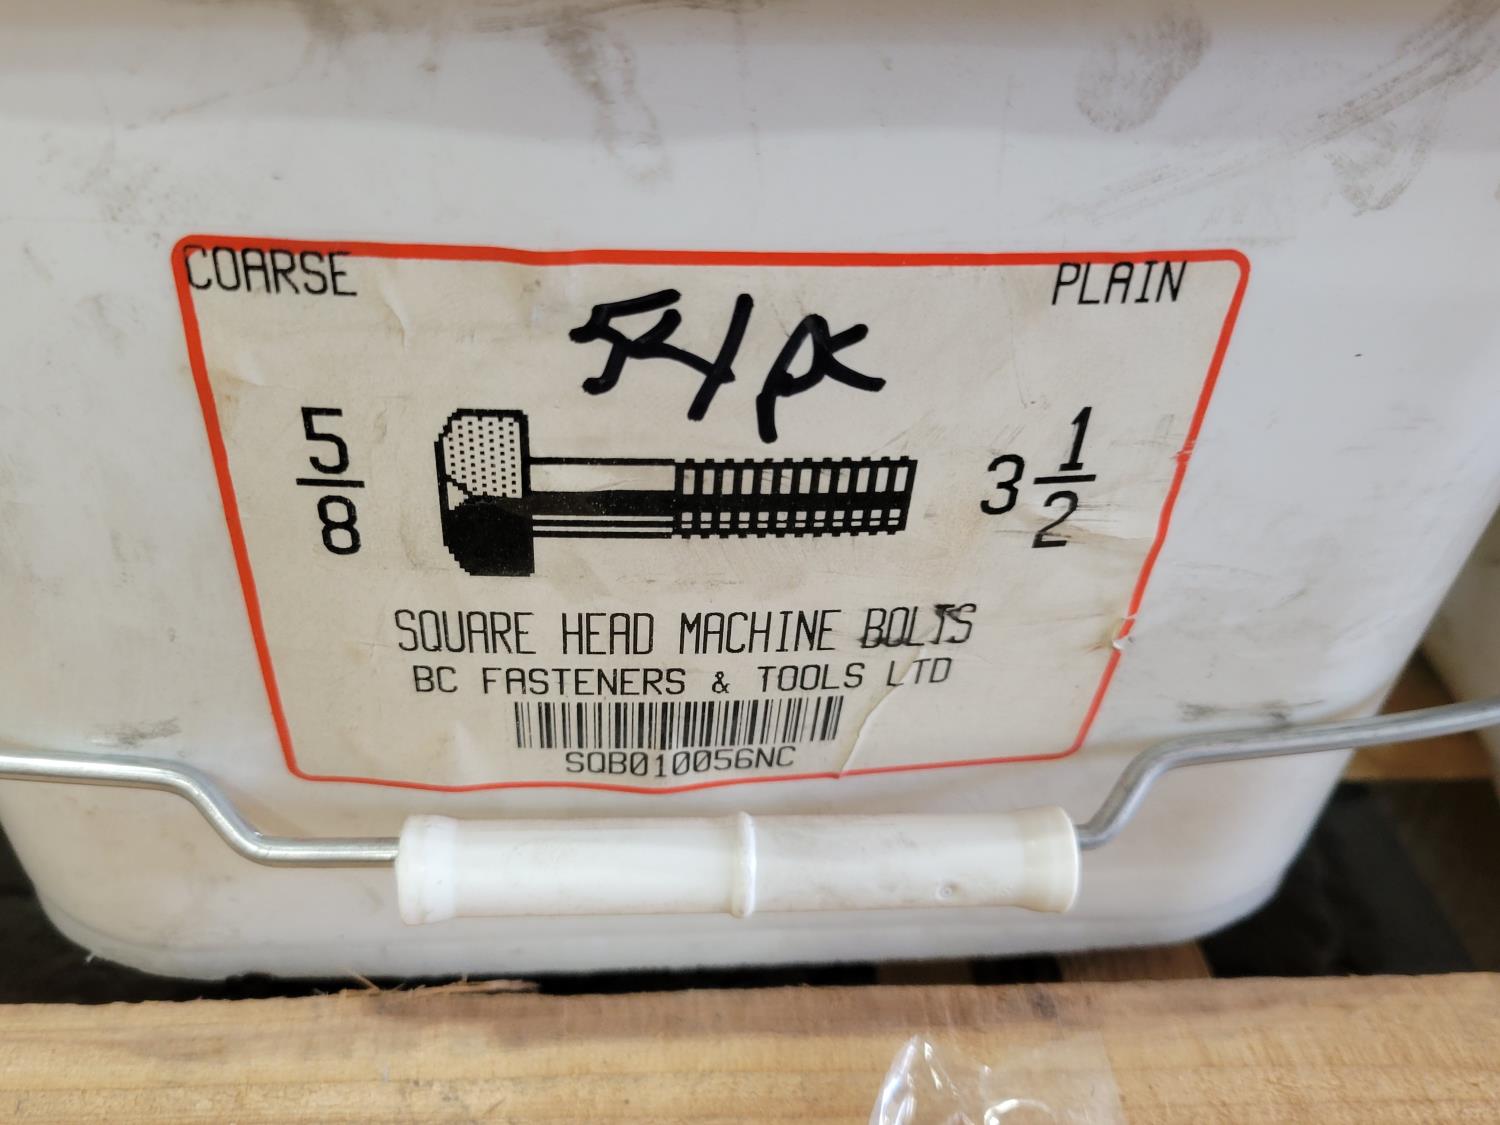 COARSE
PLAIN
5/8
3 1/2
SQUARE HEAD MACHINE BOLTS
BC FASTENERS & TOOLS LTD
SQB010056NC